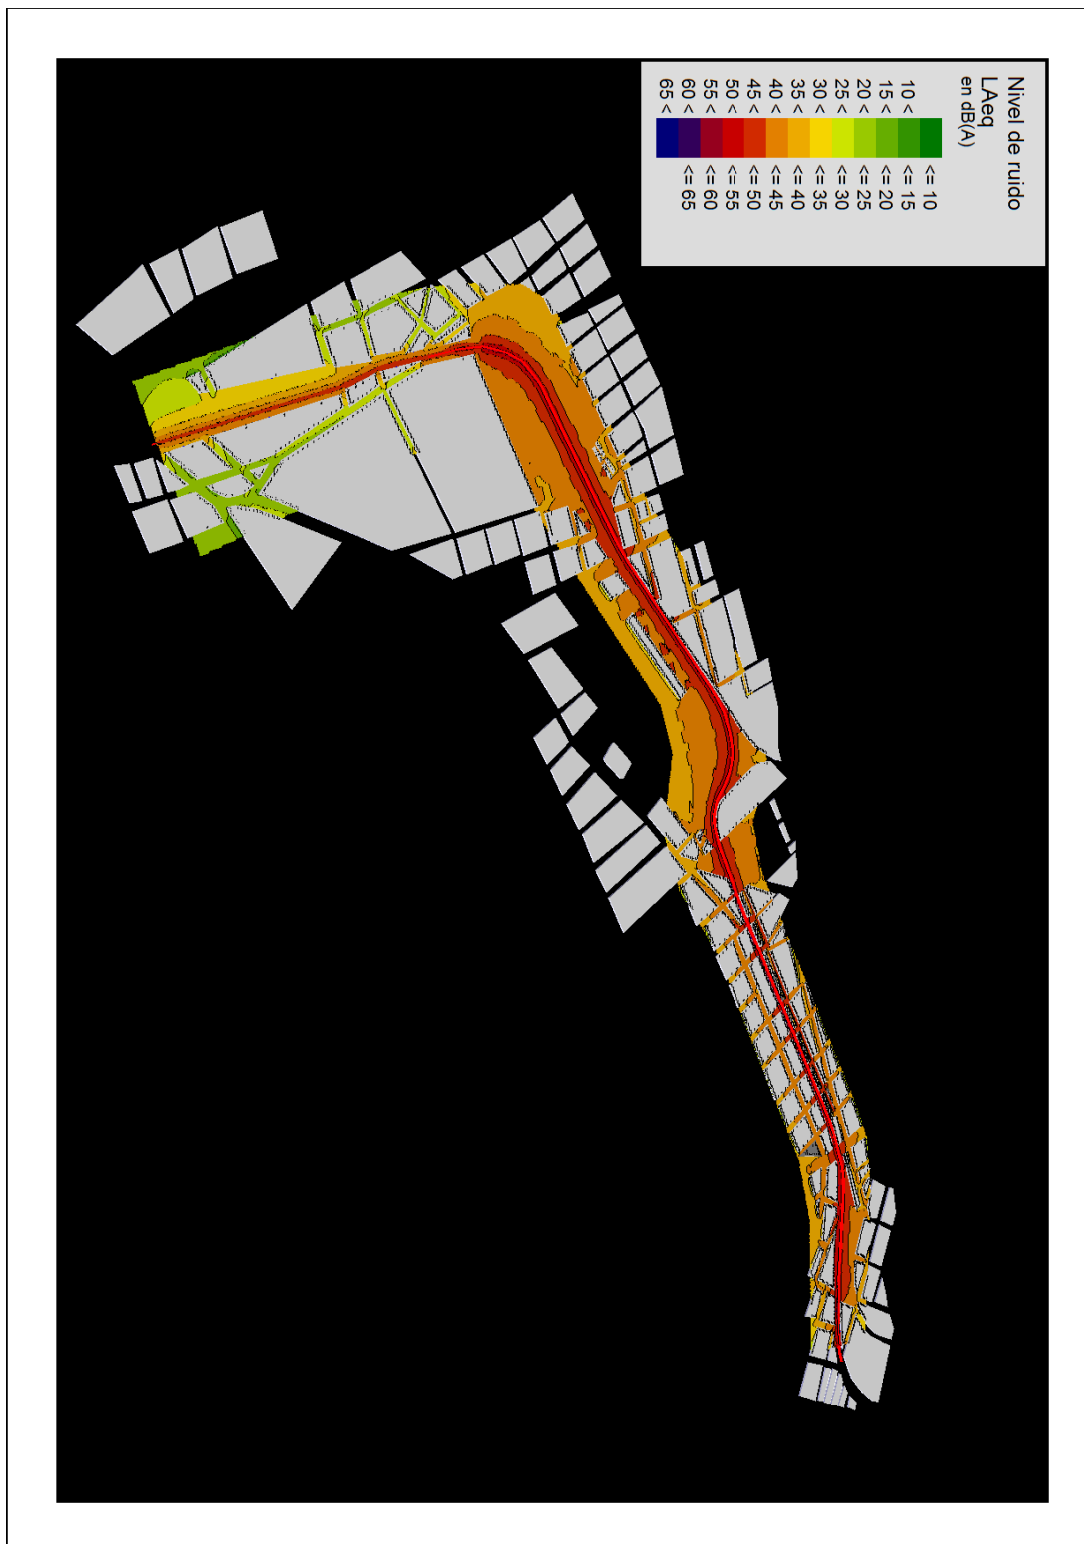 Nivel de ruido
LAeq
en dB(A)
<= 10
10 < <= 15
15 < <= 20
20 < <= 25
25 < <= 30
30 < <= 35
35 < <= 40
40 < <= 45
45 < <= 50
50 < <= 55
55 < <= 60
60 < <= 65
65 <